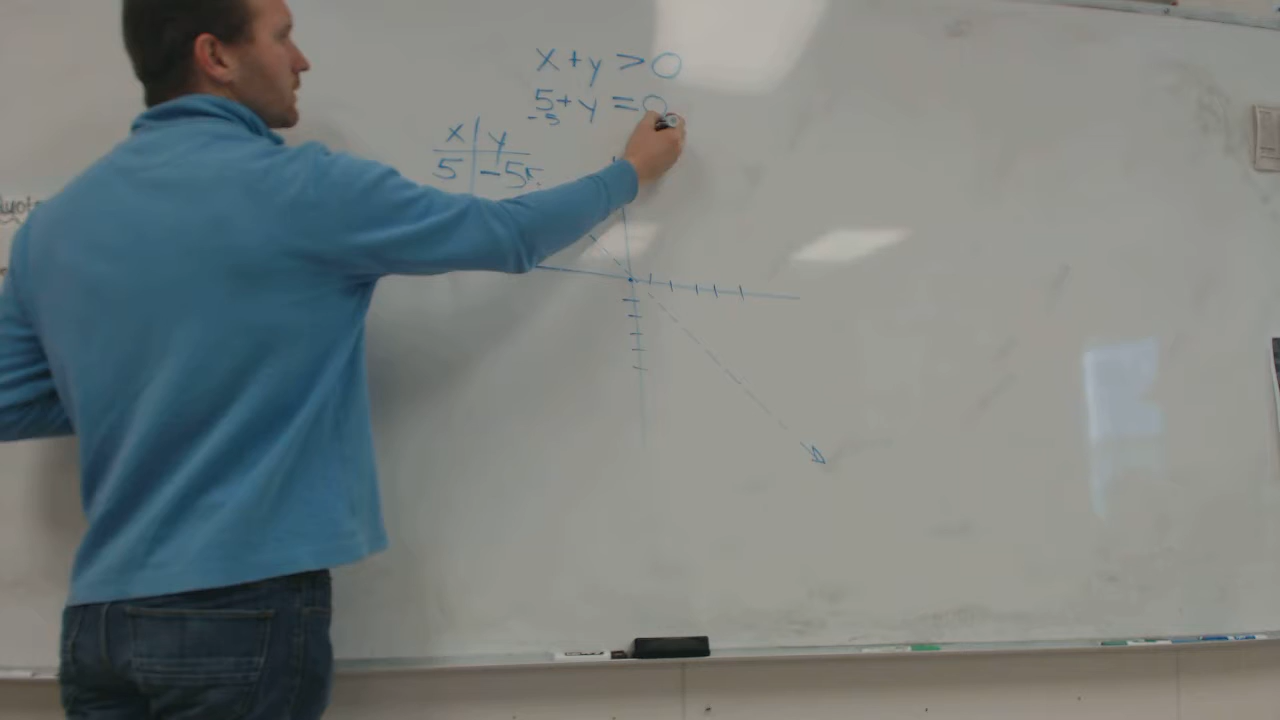 x + y > 0
5 + y = 0
-5
x y
5 -5